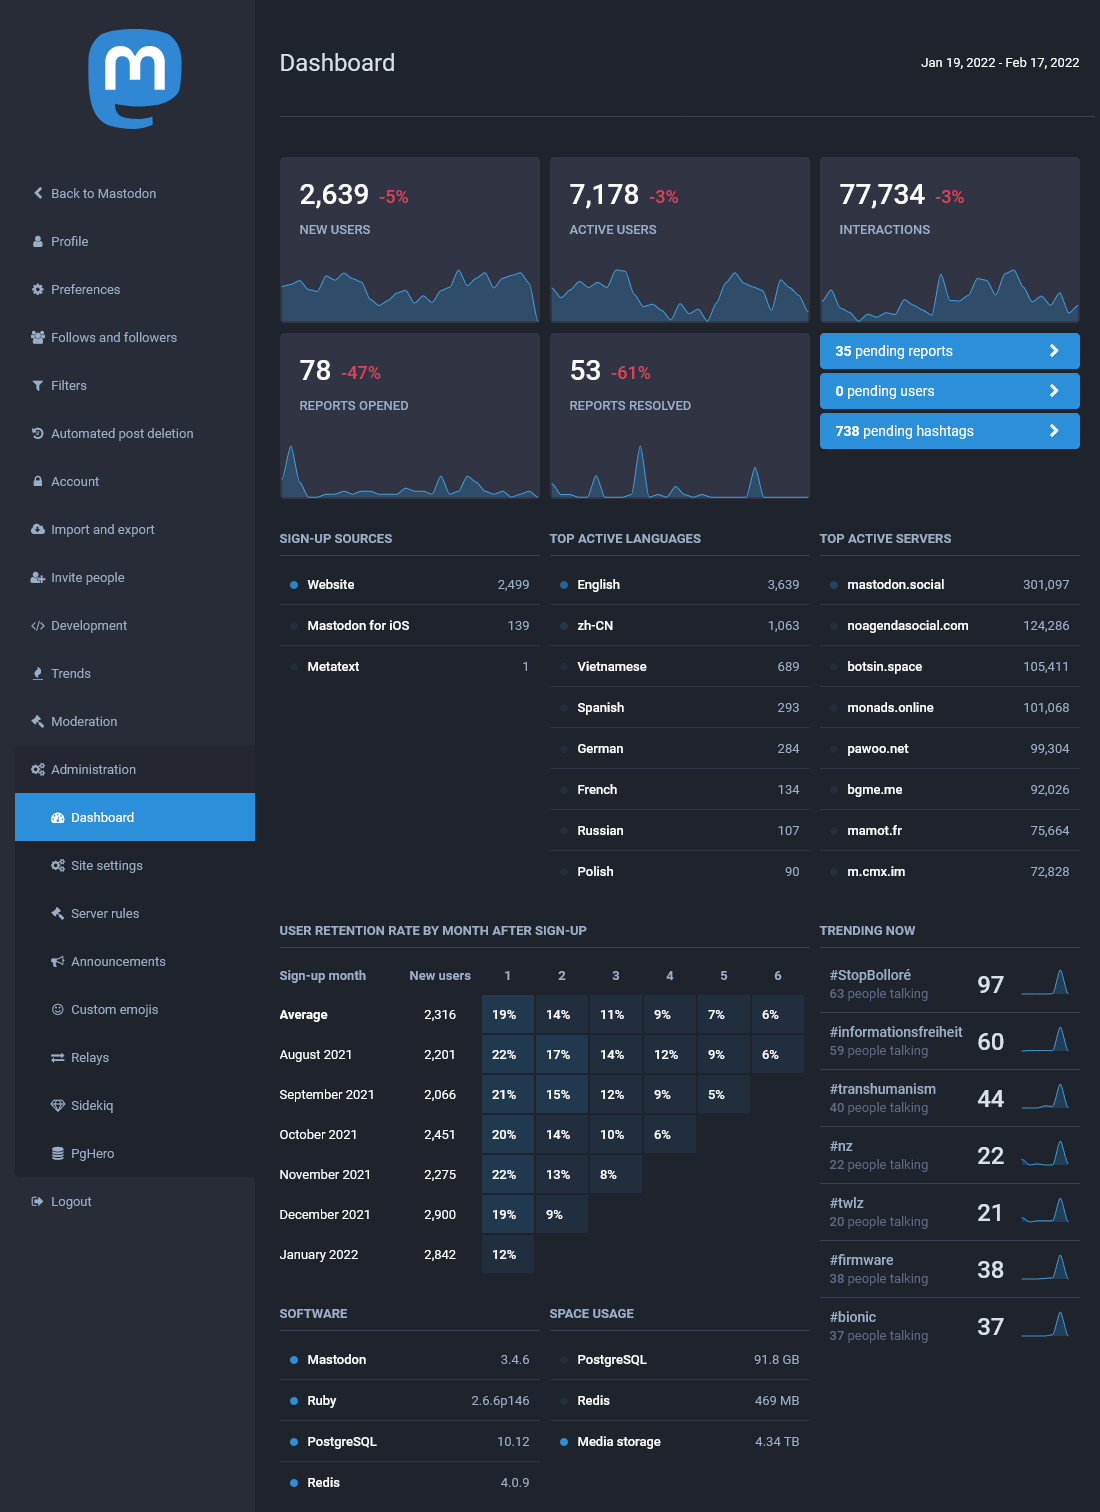 Back to Mastodon
Profile
Preferences
Follows and followers
Filters
Automated post deletion
Account
Import and export
Invite people
Development
Trends
Moderation
Administration
Dashboard
Site settings
Server rules
Announcements
Custom emojis
Relays
Sidekiq
PgHero
Logout
Dashboard
Jan 19, 2022 - Feb 17, 2022
2,639 -5%
NEW USERS
7,178 -3%
ACTIVE USERS
77,734 -3%
INTERACTIONS
78 -47%
REPORTS OPENED
53 -61%
REPORTS RESOLVED
35 pending reports
0 pending users
738 pending hashtags
SIGN-UP SOURCES
Website 2,499
Mastodon for iOS 139
Metatext 1
TOP ACTIVE LANGUAGES
English 3,639
zh-CN 1,063
Vietnamese 689
Spanish 293
German 284
French 134
Russian 107
Polish 90
TOP ACTIVE SERVERS
mastodon.social 301,097
noagendasocial.com 124,286
botsin.space 105,411
monads.online 101,068
pawoo.net 99,304
bgme.me 92,026
mamot.fr 75,664
m.cmx.im 72,828
USER RETENTION RATE BY MONTH AFTER SIGN-UP
Sign-up month New users 1 2 3 4 5 6
Average 2,316 19% 14% 11% 9% 7% 6%
August 2021 2,201 22% 17% 14% 12% 9% 6%
September 2021 2,066 21% 15% 12% 9% 5%
October 2021 2,451 20% 14% 10% 6%
November 2021 2,275 22% 13% 8%
December 2021 2,900 19% 9%
January 2022 2,842 12%
TRENDING NOW
#StopBolloré 97
63 people talking
#informationsfreiheit 60
59 people talking
#transhumanism 44
40 people talking
#nz 22
22 people talking
#twlz 21
20 people talking
#firmware 38
38 people talking
#bionic 37
37 people talking
SOFTWARE
Mastodon 3.4.6
Ruby 2.6.6p146
PostgreSQL 10.12
Redis 4.0.9
SPACE USAGE
PostgreSQL 91.8 GB
Redis 469 MB
Media storage 4.34 TB